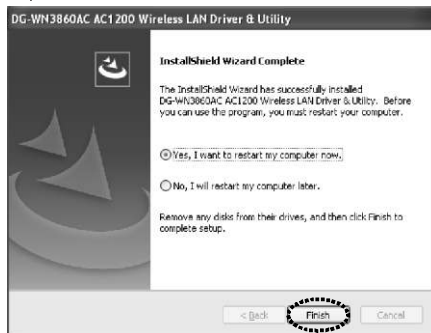 DG-WN3860AC AC1200 Wireless LAN Driver & Utility
InstallShield Wizard Complete
The InstallShield Wizard has successfully installed
DG-WN3860AC AC1200 Wireless LAN Driver & Utility. Before
you can use the program, you must restart your computer.
Yes, I want to restart my computer now.
No, I will restart my computer later.
Remove any disks from their drives, and then click Finish to
complete setup.
< Back
Finish
Cancel